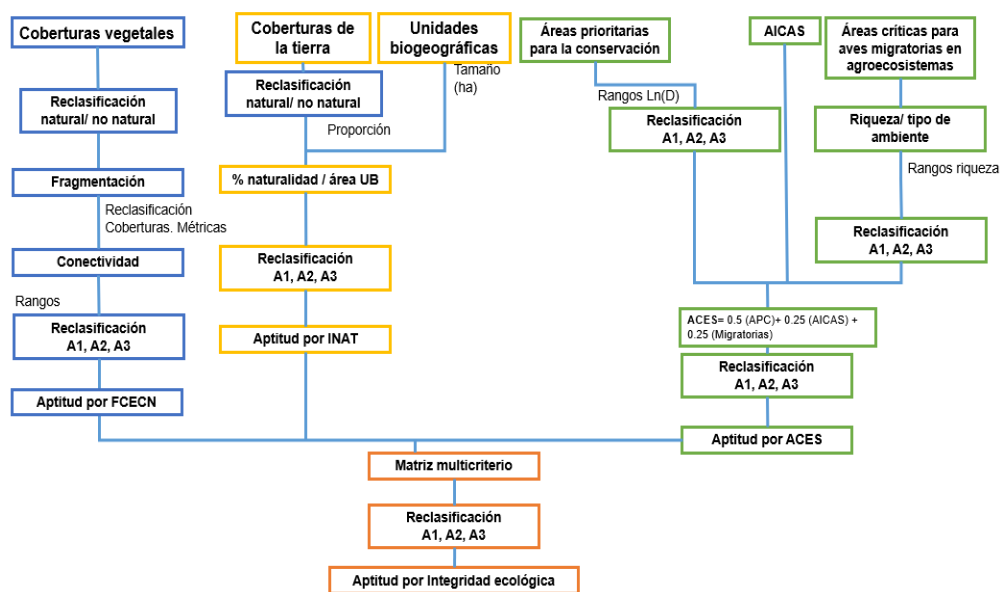 Coberturas vegetales
Reclasificación
natural/ no natural
Fragmentación
Reclasificación
Coberturas. Métricas
Conectividad
Rangos
Reclasificación
A1, A2, A3
Aptitud por FCECN
Coberturas de
la tierra
Unidades
biogeográficas
Reclasificación
natural/ no natural
Tamaño
(ha)
Proporción
% naturalidad / área UB
Reclasificación
A1, A2, A3
Aptitud por INAT
Áreas prioritarias
para la conservación
AICAS
Áreas críticas para
aves migratorias en
agroecosistemas
Rangos Ln(D)
Reclasificación
A1, A2, A3
Riqueza/ tipo de
ambiente
Rangos riqueza
Reclasificación
A1, A2, A3
ACES= 0.5 (APC)+ 0.25 (AICAS) +
0.25 (Migratorias)
Reclasificación
A1, A2, A3
Aptitud por ACES
Matriz multicriterio
Reclasificación
A1, A2, A3
Aptitud por Integridad ecológica